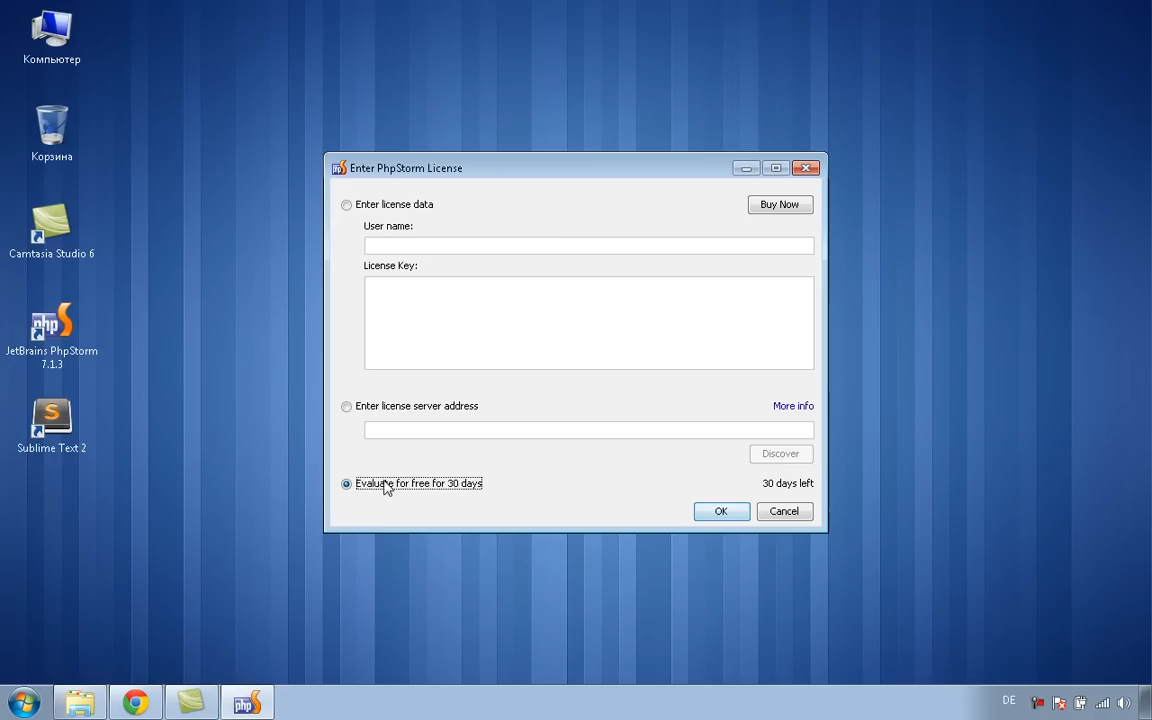 Компьютер
Корзина
Camtasia Studio 6
php
JetBrains PhpStorm
7.1.3
S
Sublime Text 2
Enter PhpStorm License
Enter license data
Buy Now
User name:
License Key:
Enter license server address
More info
Discover
Evaluate for free for 30 days
30 days left
OK
Cancel
php
DE